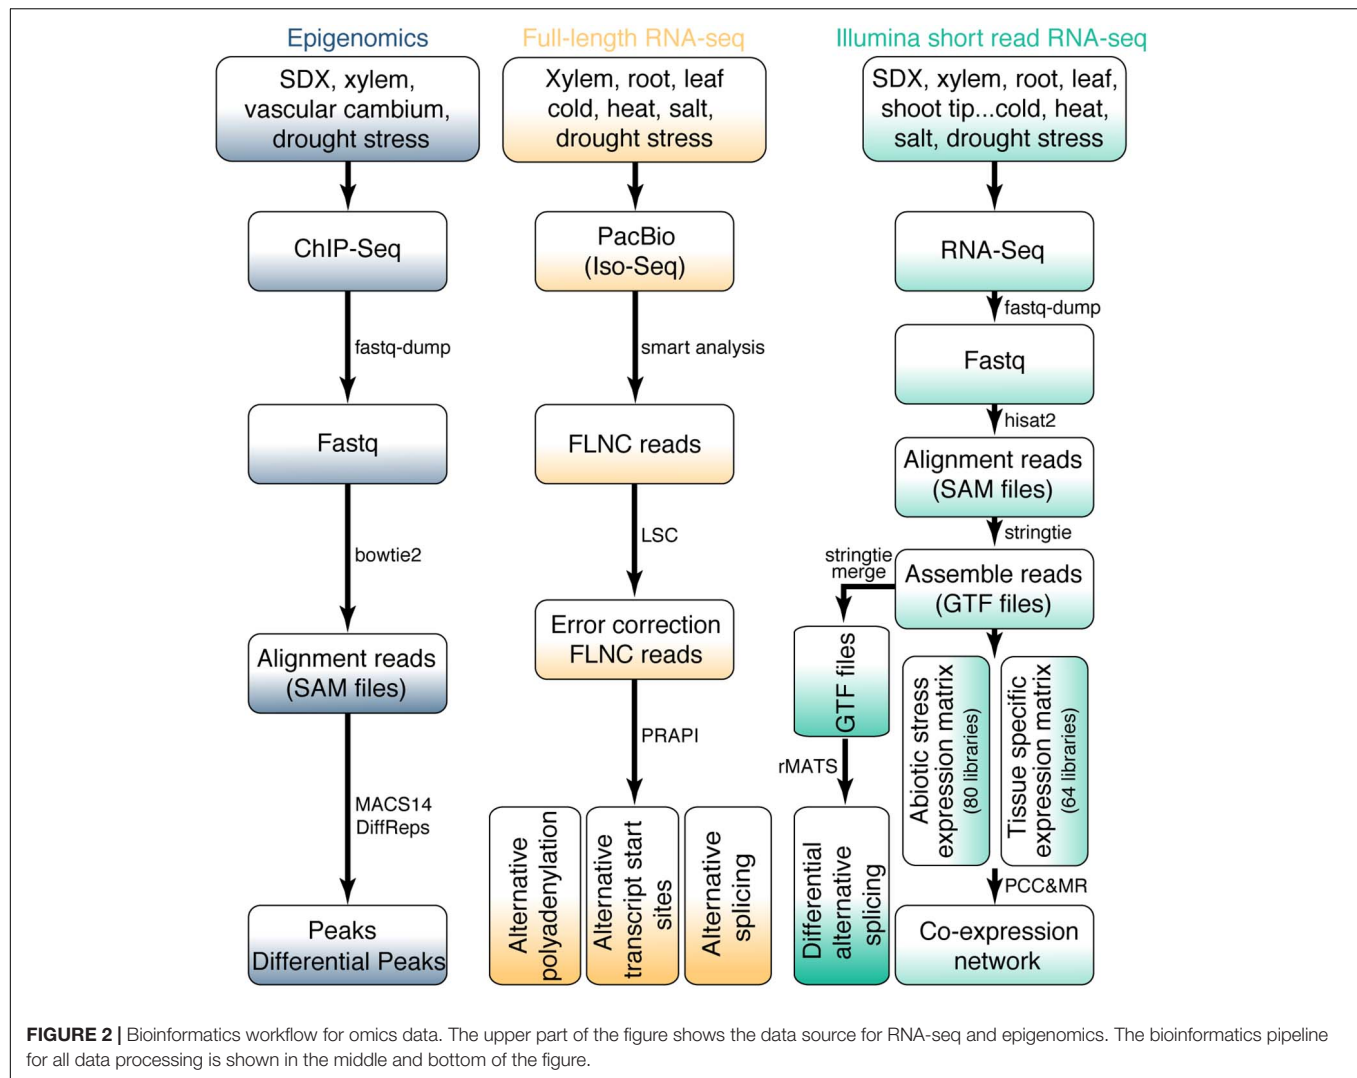 Epigenomics
SDX, xylem,
vascular cambium,
drought stress
ChIP-Seq
fastq-dump
Fastq
bowtie2
Alignment reads
(SAM files)
MACS14
DiffReps
Peaks
Differential Peaks
Full-length RNA-seq
Xylem, root, leaf
cold, heat, salt,
drought stress
PacBio
(Iso-Seq)
smart analysis
FLNC reads
LSC
Error correction
FLNC reads
PRAPI
Alternative
polyadenylation
Alternative
transcript start
sites
Alternative
splicing
Illumina short read RNA-seq
SDX, xylem, root, leaf,
shoot tip...cold, heat,
salt, drought stress
RNA-Seq
fastq-dump
Fastq
hisat2
Alignment reads
(SAM files)
stringtie
Assemble reads
(GTF files)
stringtie
merge
GTF files
rMATS
Differential
alternative
splicing
Abiotic stress
expression matrix
(80 libraries)
Tissue specific
expression matrix
(64 libraries)
PCC&MR
Co-expression
network
FIGURE 2 | Bioinformatics workflow for omics data. The upper part of the figure shows the data source for RNA-seq and epigenomics. The bioinformatics pipeline
for all data processing is shown in the middle and bottom of the figure.